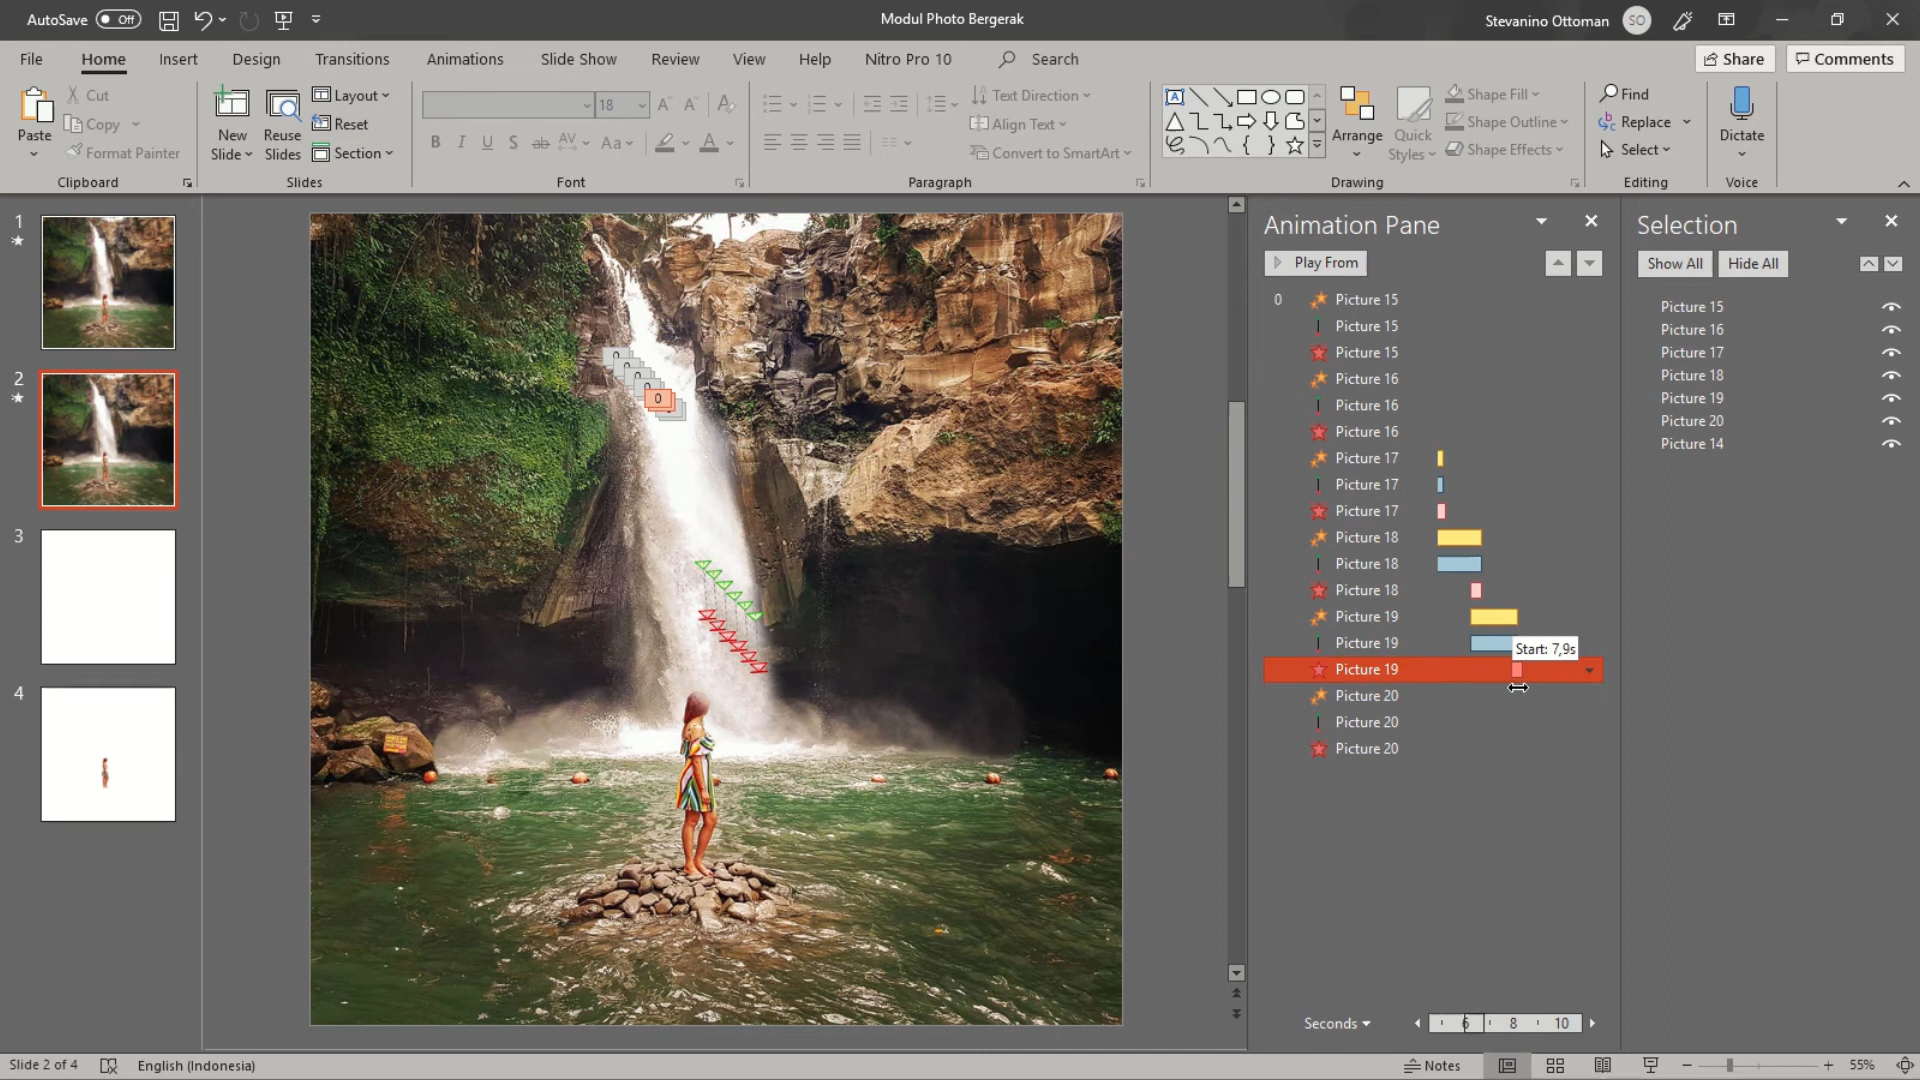 AutoSave Off
Modul Photo Bergerak
Stevanino Ottoman SO
File Home Insert Design Transitions Animations Slide Show Review View Help Nitro Pro 10 Search
Share Comments
Paste Cut Copy Format Painter
Clipboard
New Slide Reuse Slides Layout Reset Section
Slides
18
B I U S ab AV Aa A
Font
Text Direction
Align Text
Convert to SmartArt
Paragraph
Arrange Quick Styles
Shape Fill
Shape Outline
Shape Effects
Drawing
Find
Replace
Select
Editing
Dictate
Voice
1
2
3
4
0
Animation Pane
Play From
0 Picture 15
Picture 15
Picture 15
Picture 16
Picture 16
Picture 16
Picture 17
Picture 17
Picture 17
Picture 18
Picture 18
Picture 18
Picture 19
Picture 19
Start: 7,9s
Picture 19
Picture 20
Picture 20
Picture 20
Seconds 6 8 10
Selection
Show All Hide All
Picture 15
Picture 16
Picture 17
Picture 18
Picture 19
Picture 20
Picture 14
Slide 2 of 4 English (Indonesia)
Notes 55%